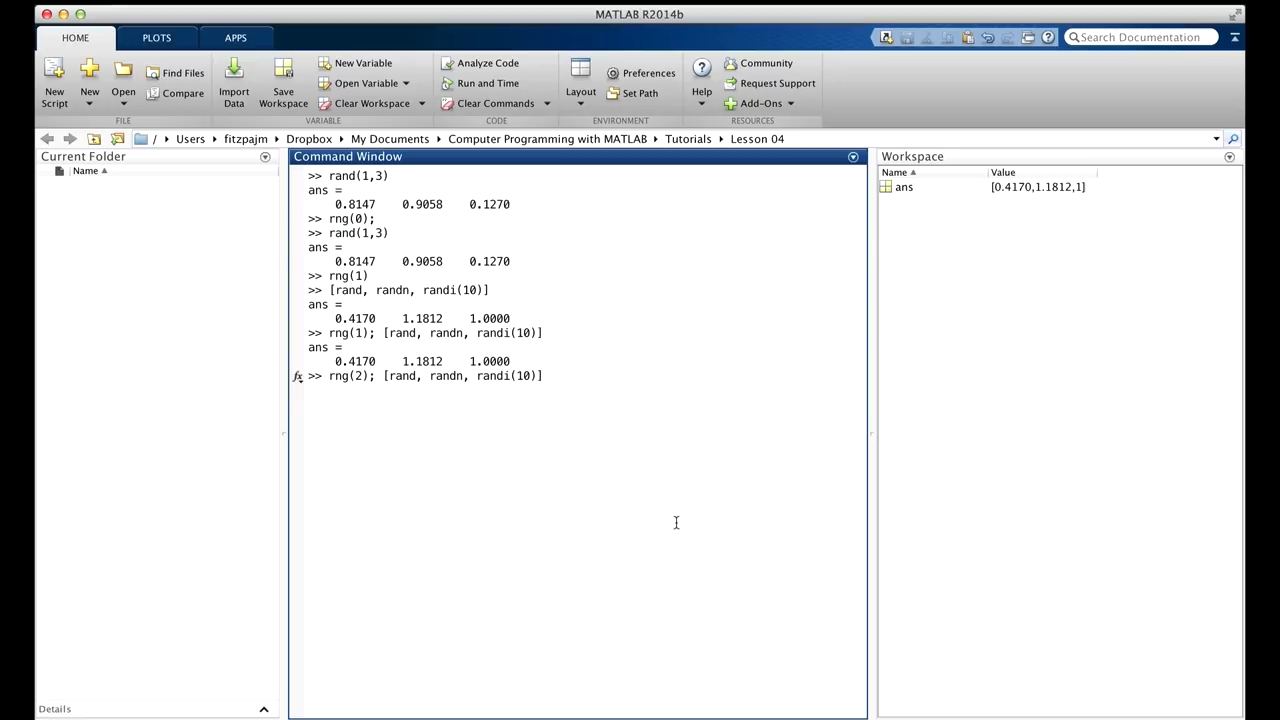 MATLAB R2014b
HOME PLOTS APPS
Search Documentation
New Script
New
Open
Find Files
Compare
FILE
Import Data
Save Workspace
New Variable
Open Variable
Clear Workspace
VARIABLE
Analyze Code
Run and Time
Clear Commands
CODE
Layout
Preferences
Set Path
ENVIRONMENT
Help
Community
Request Support
Add-Ons
RESOURCES
/ Users fitzpajm Dropbox My Documents Computer Programming with MATLAB Tutorials Lesson 04
Current Folder
Name
Details
Command Window
>> rand(1,3)
ans =
0.8147 0.9058 0.1270
>> rng(0);
>> rand(1,3)
ans =
0.8147 0.9058 0.1270
>> rng(1)
>> [rand, randn, randi(10)]
ans =
0.4170 1.1812 1.0000
>> rng(1); [rand, randn, randi(10)]
ans =
0.4170 1.1812 1.0000
fx >> rng(2); [rand, randn, randi(10)]
Workspace
Name Value
ans [0.4170,1.1812,1]